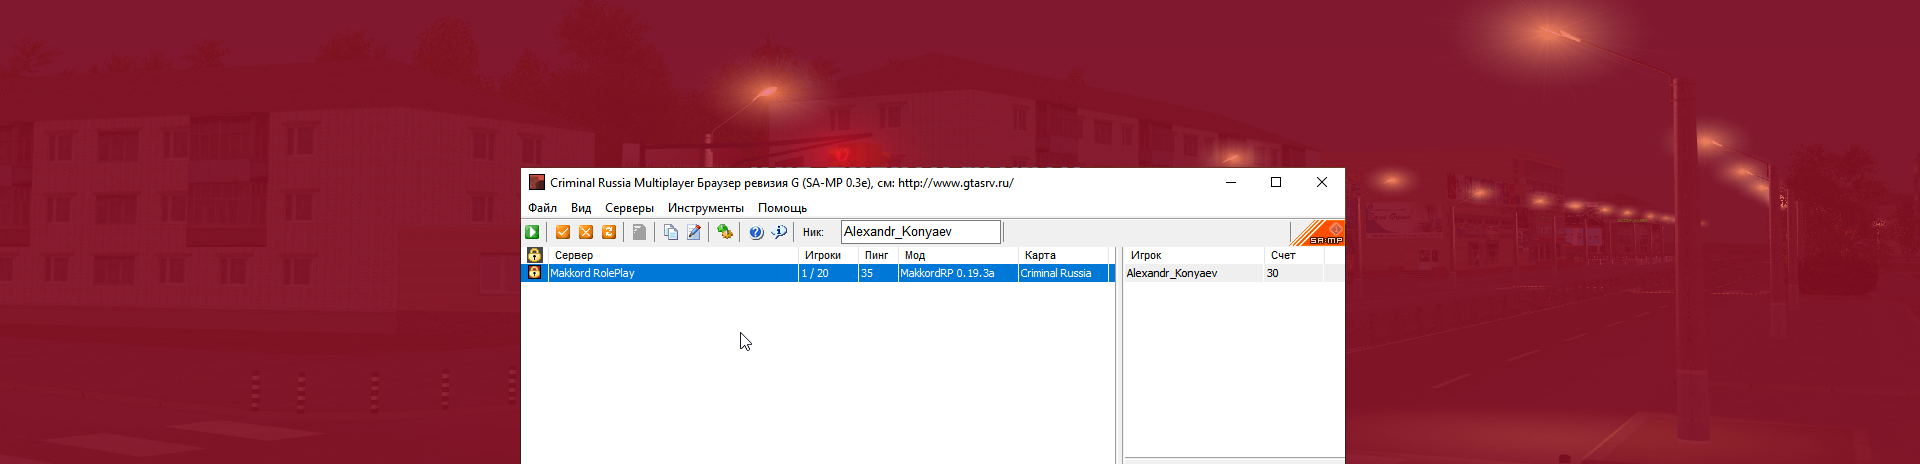 Criminal Russia Multiplayer Браузер ревизия G (SA-MP 0.3e), см: http://www.gtasrv.ru/
Файл Вид Серверы Инструменты Помощь
Ник: Alexandr_Konyaev
SA:MP
Сервер Игроки Пинг Мод Карта Игрок Счет
Makkord RolePlay 1 / 20 35 MakkordRP 0.19.3a Criminal Russia Alexandr_Konyaev 30